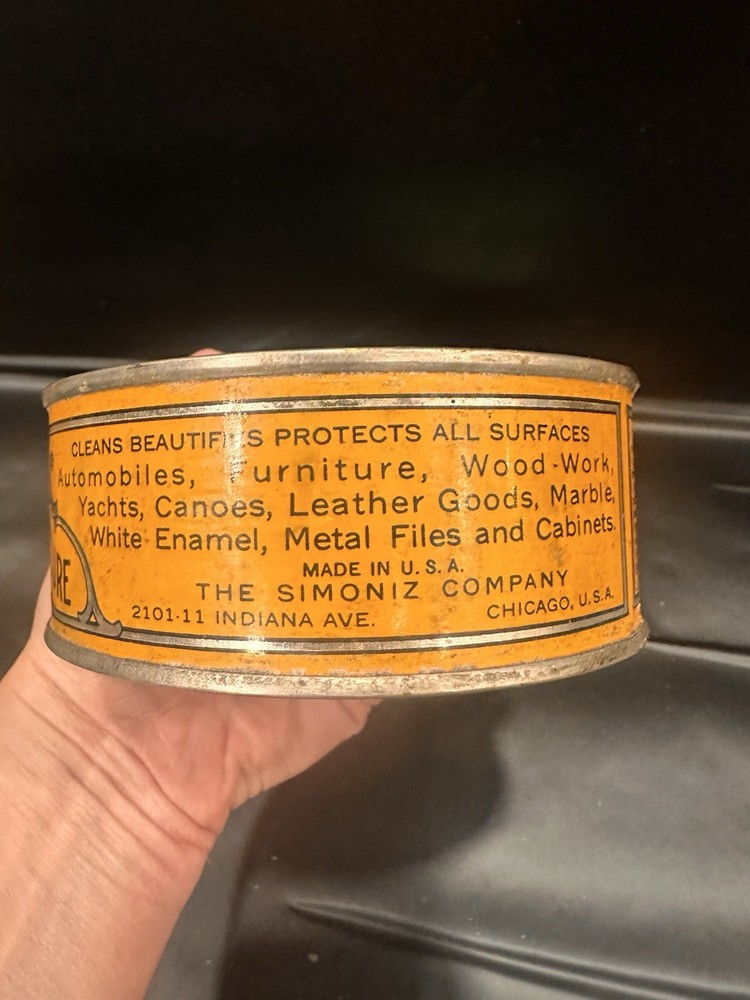 CLEANS BEAUTIFIES PROTECTS ALL SURFACES
Automobiles, Furniture, Wood-Work,
Yachts, Canoes, Leather Goods, Marble,
White Enamel, Metal Files and Cabinets.
MADE IN U.S.A.
THE SIMONIZ COMPANY
2101-11 INDIANA AVE. CHICAGO, U.S.A.